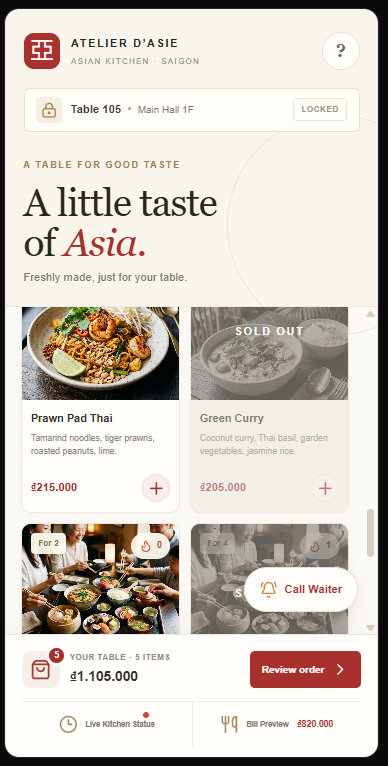 ATELIER D'ASIE
ASIAN KITCHEN · SAIGON
?
Table 105 • Main Hall 1F
LOCKED
A TABLE FOR GOOD TASTE
A little taste
of Asia.
Freshly made, just for your table.
SOLD OUT
Prawn Pad Thai
Tamarind noodles, tiger prawns,
roasted peanuts, lime.
₫215.000
Green Curry
Coconut curry, Thai basil, garden
vegetables, jasmine rice.
₫205.000
For 2
0
For 4
1
Call Waiter
5
YOUR TABLE · 5 ITEMS
₫1.105.000
Review order
Live Kitchen Status
Bill Preview ₫820.000